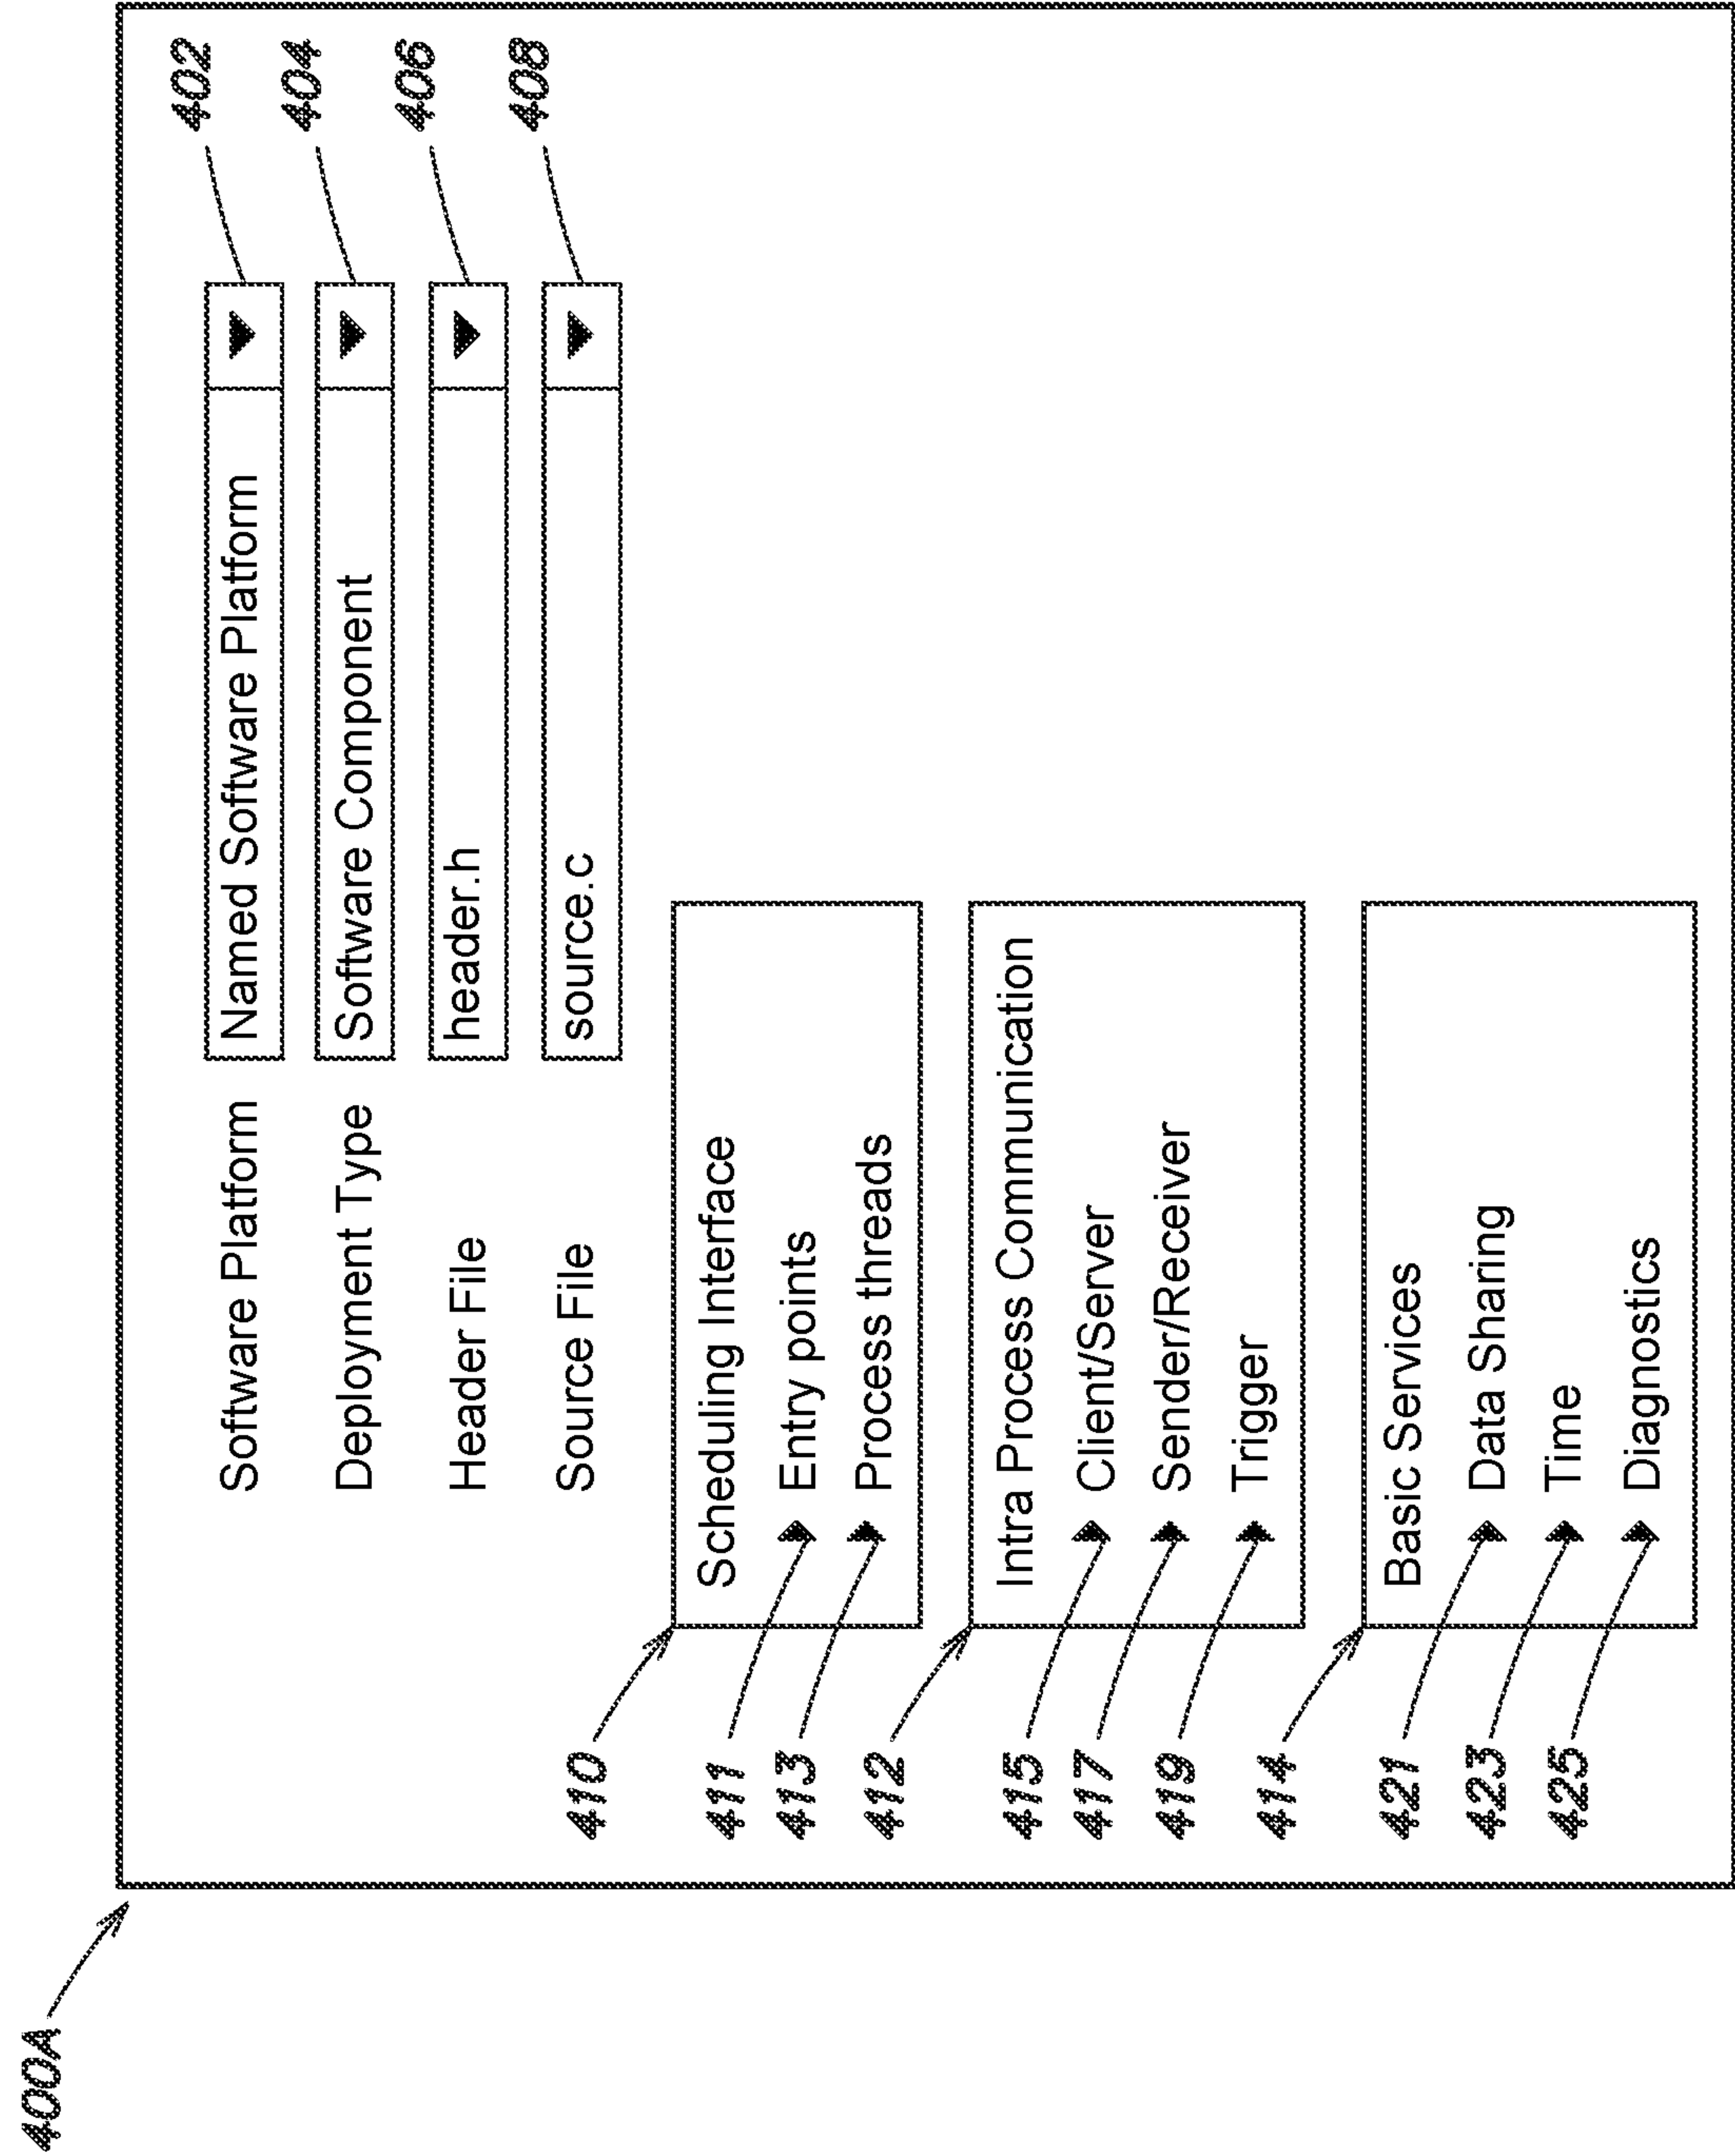 400A
Software Platform Named Software Platform 402
Deployment Type Software Component 404
Header File header.h 406
Source File source.c 408
410 Scheduling Interface
411 Entry points
413 Process threads
412 Intra Process Communication
415 Client/Server
417 Sender/Receiver
419 Trigger
414 Basic Services
421 Data Sharing
423 Time
425 Diagnostics